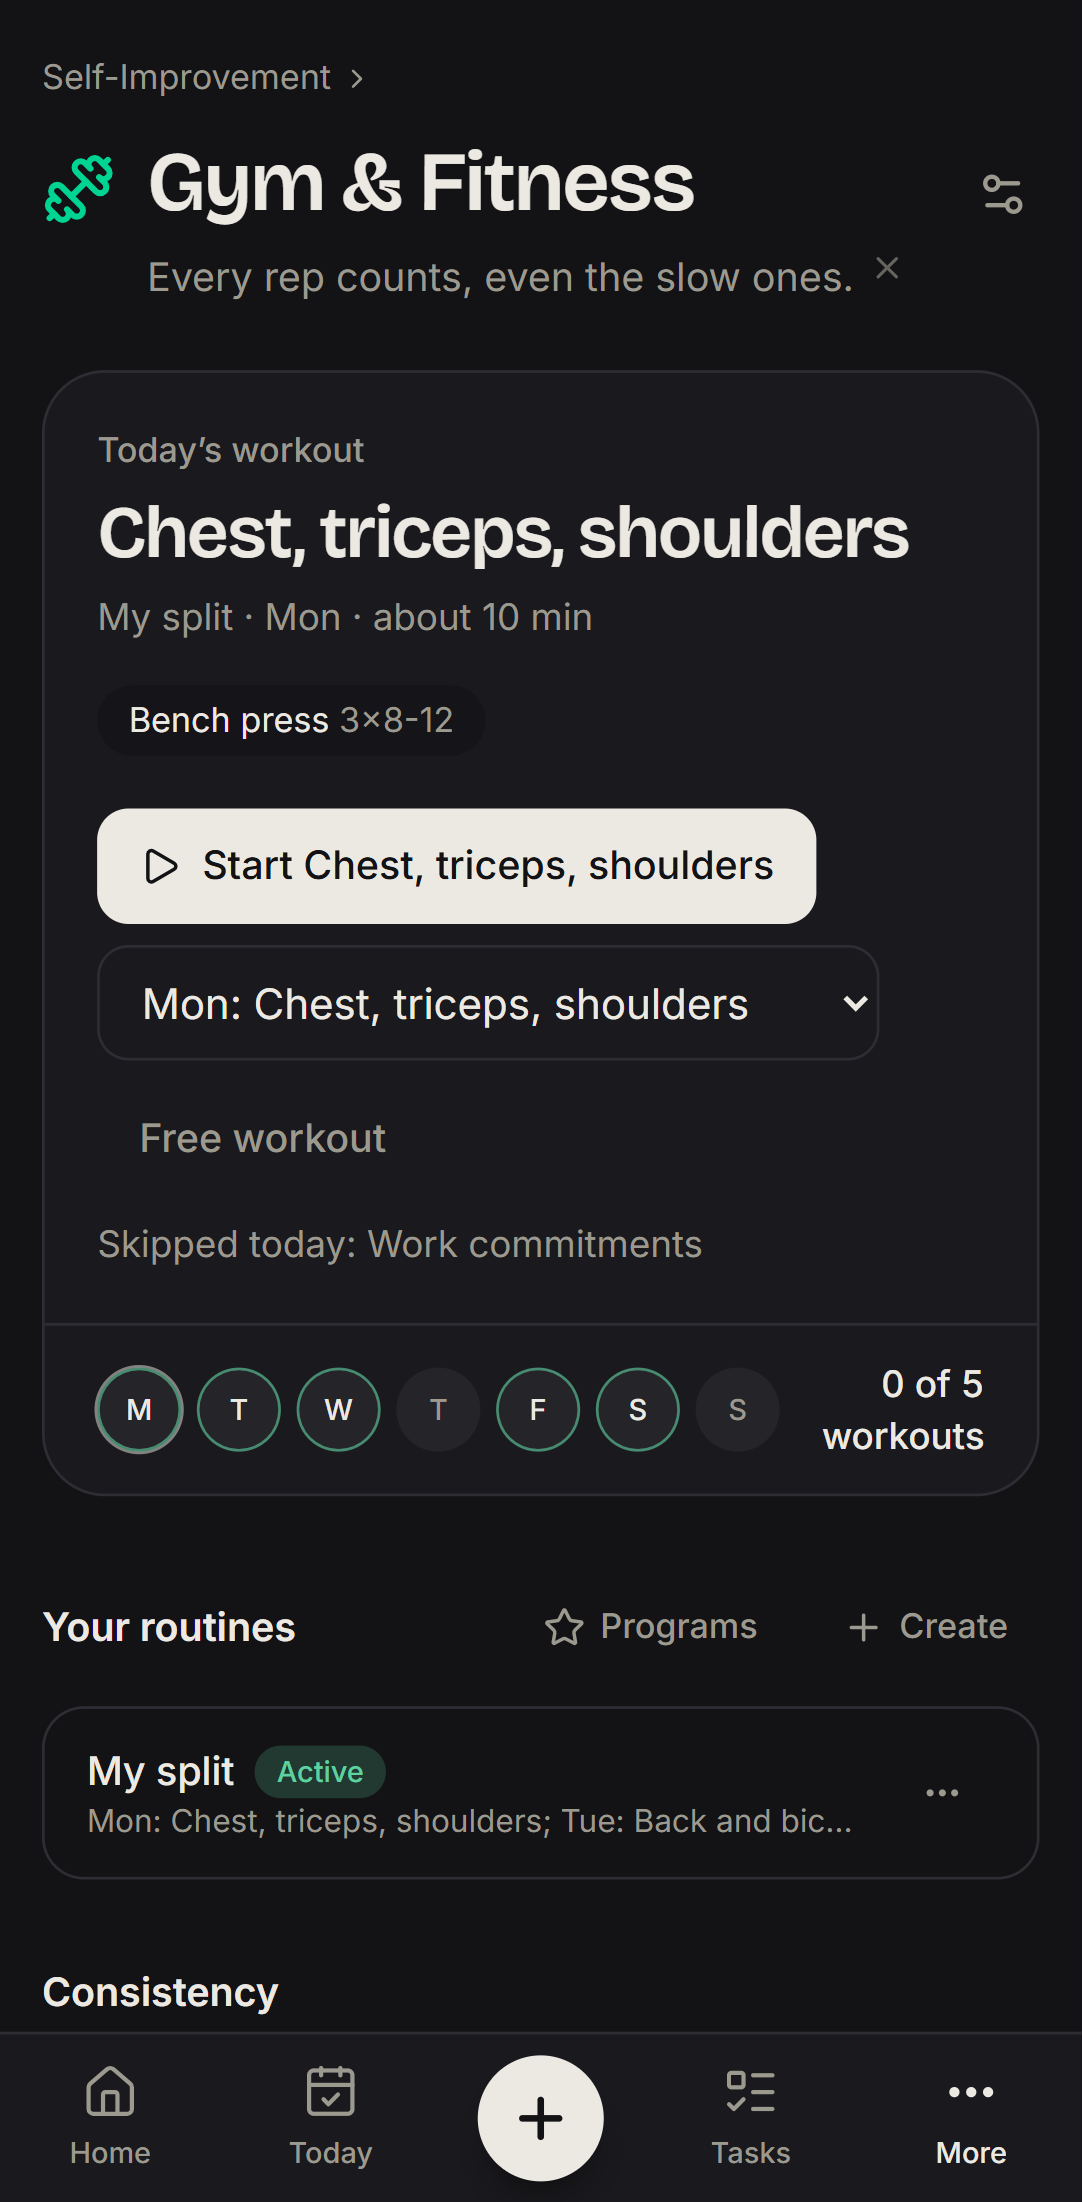 Self-Improvement
Gym & Fitness
Every rep counts, even the slow ones.
Today’s workout
Chest, triceps, shoulders
My split · Mon · about 10 min
Bench press 3×8-12
Start Chest, triceps, shoulders
Mon: Chest, triceps, shoulders
Free workout
Skipped today: Work commitments
M T W T F S S
0 of 5
workouts
Your routines
Programs
Create
My split Active
Mon: Chest, triceps, shoulders; Tue: Back and bic...
Consistency
Home
Today
Tasks
More